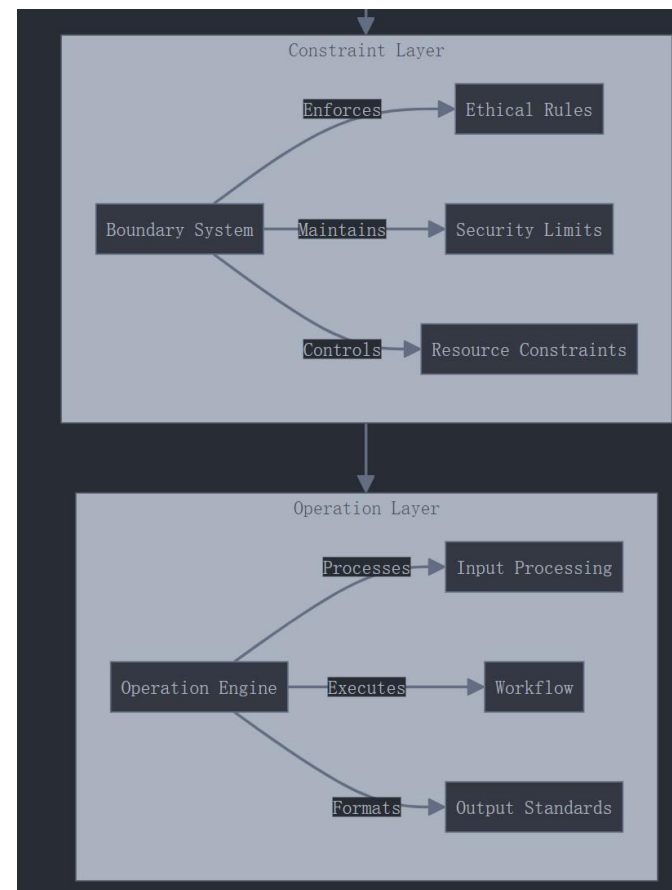 Constraint Layer
Enforces
Ethical Rules
Boundary System
Maintains
Security Limits
Controls
Resource Constraints
Operation Layer
Processes
Input Processing
Operation Engine
Executes
Workflow
Formats
Output Standards